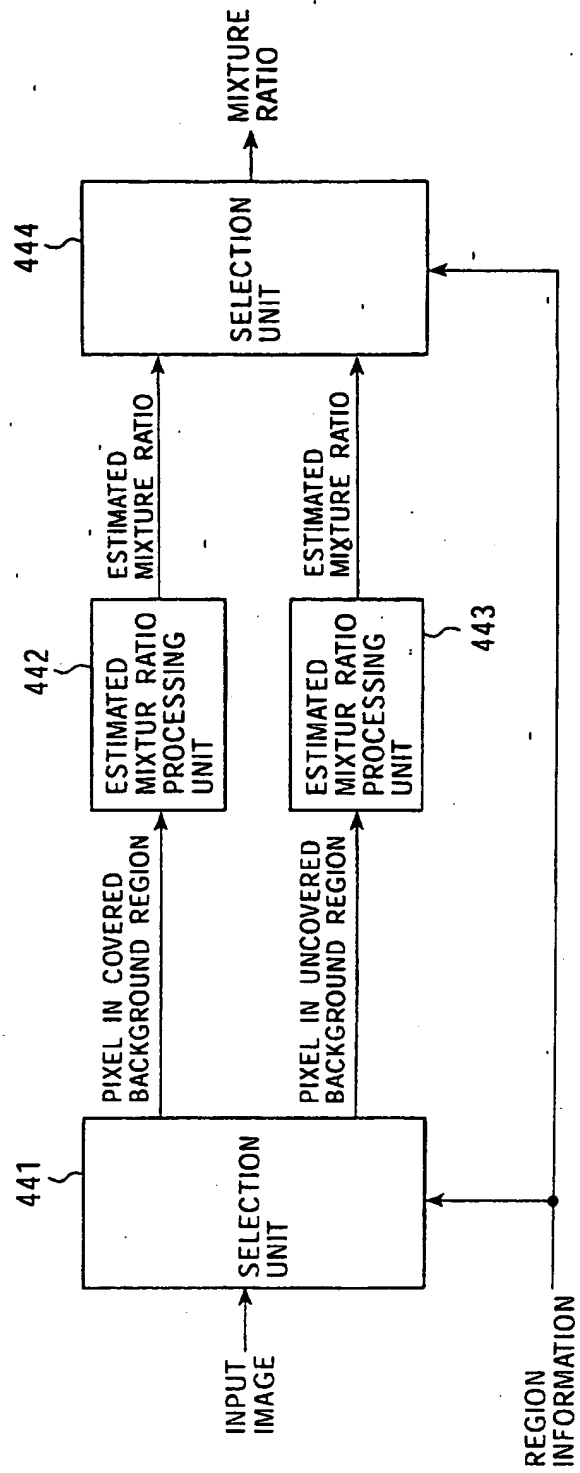 INPUT
IMAGE
441
SELECTION
UNIT
PIXEL IN COVERED
BACKGROUND REGION
PIXEL IN UNCOVERED
BACKGROUND REGION
442
ESTIMATED
MIXTUR RATIO
PROCESSING
UNIT
ESTIMATED
MIXTUR RATIO
PROCESSING
UNIT
443
ESTIMATED
MIXTURE RATIO
ESTIMATED
MIXTURE RATIO
444
SELECTION
UNIT
MIXTURE
RATIO
REGION
INFORMATION